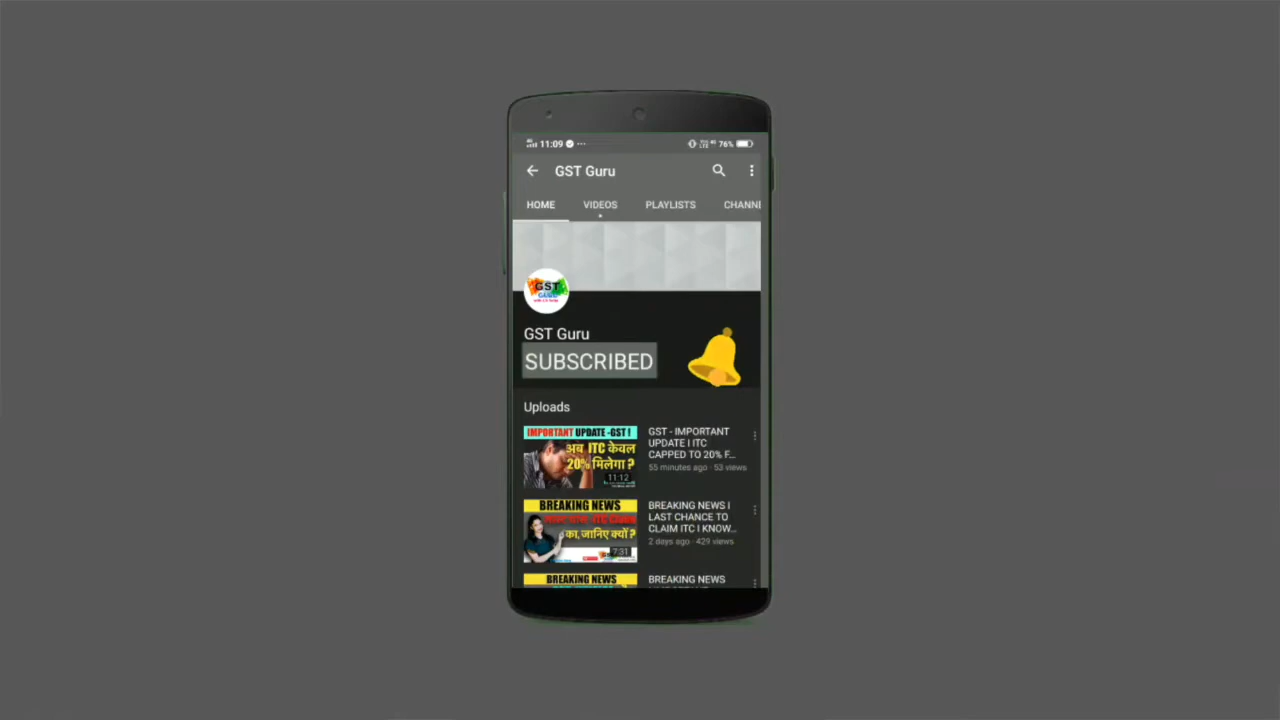 11:09
76%
GST Guru
HOME VIDEOS PLAYLISTS CHANNE
GST
GST Guru
SUBSCRIBED
Uploads
IMPORTANT UPDATE -GST !
अब ITC केवल
20% मिलेगा ?
11:12
GST - IMPORTANT
UPDATE I ITC
CAPPED TO 20% F...
55 minutes ago · 53 views
BREAKING NEWS
का, जानिए क्यों ?
7:31
BREAKING NEWS I
LAST CHANCE TO
CLAIM ITC I KNOW...
2 days ago · 429 views
BREAKING NEWS
BREAKING NEWS